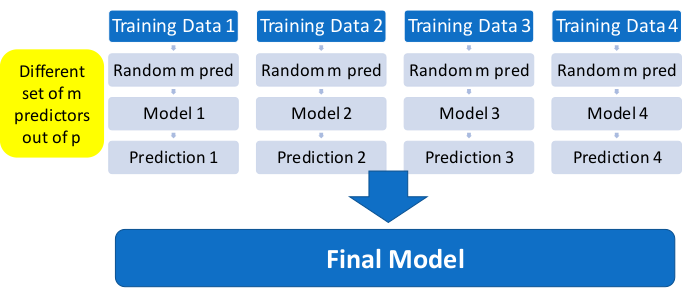 Training Data 1
Training Data 2
Training Data 3
Training Data 4
Different
set of m
predictors
out of p
Random m pred
Random m pred
Random m pred
Random m pred
Model 1
Model 2
Model 3
Model 4
Prediction 1
Prediction 2
Prediction 3
Prediction 4
Final Model